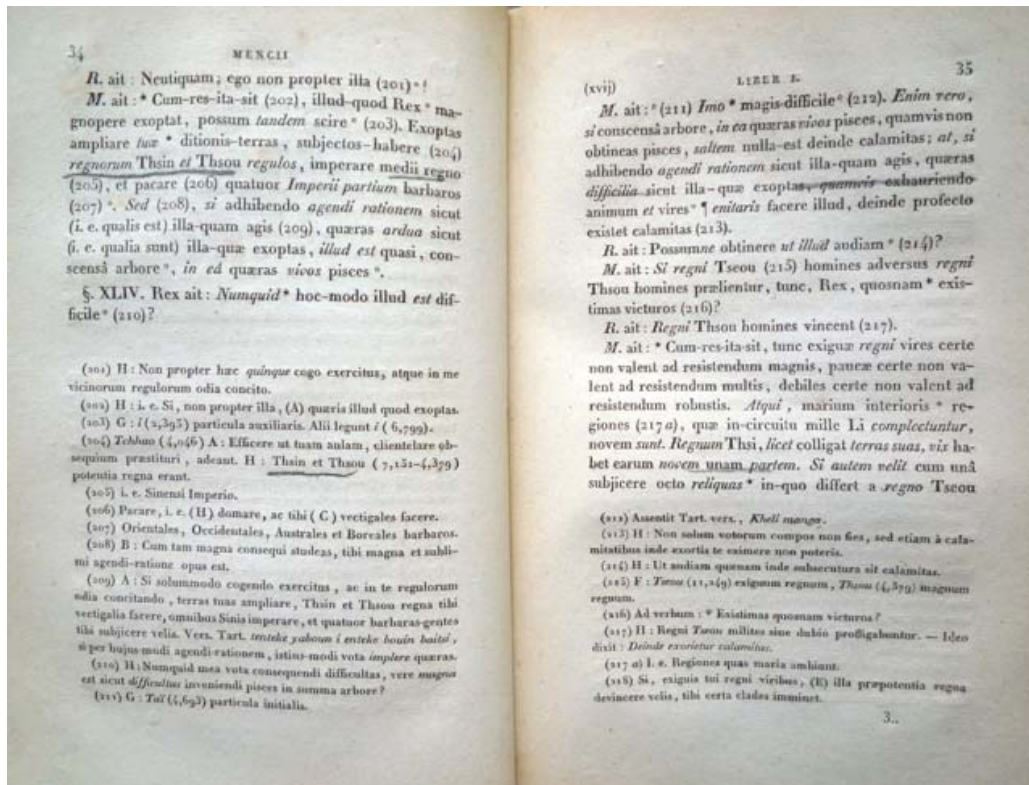 34 MENCII
R. ait : Neutiquam; ego non propter illa (201)*!
M. ait : * Cum-res-ita-sit (202), illud-quod Rex * ma-
gnopere exoptat, possum tandem scire * (203). Exoptas
ampliare tuæ * ditionis-terras, subjectos-habere (204)
regnorum Thsin et Thsou regulos, imperare medii regno
(205), et pacare (206) quatuor Imperii partium barbaros
(207) *. Sed (208), si adhibendo agendi rationem sicut
(i. e. qualis est) illa-quam agis (209), quæras ardua sicut
(i. e. qualia sunt) illa-quæ exoptas, illud est quasi, con-
scensâ arbore *, in eâ quæras vivos pisces *.
§. XLIV. Rex ait : Numquid * hoc-modo illud est dif-
ficile * (210)?
(201) H : Non propter hæc quinque cogo exercitus, atque in me
vicinorum regulorum odia concito.
(202) H : i. e. Si, non propter illa, (A) quæris illud quod exoptas.
(203) G : i (2,395) particula auxiliaris. Alii legunt i (6,799).
(204) Tchhao (4,046) A : Efficere ut tuam aulam, clientelare ob-
sequium præstituri, adeant. H : Thsin et Thsou (7,151-4,379)
potentia regna erant.
(205) i. e. Sinensi Imperio.
(206) Pacare, i. e. (H) domare, ac tibi (G) vectigales facere.
(207) Orientales, Occidentales, Australes et Boreales barbaros.
(208) B : Cum tam magna consequi studeas, tibi magna et subli-
mi agendi-ratione opus est.
(209) A : Si solummodo cogendo exercitus, ac in te regulorum
odia concitando, terras tuas ampliare, Thsin et Thsou regna tibi
vectigalia facere, omnibus Sinis imperare, et quatuor barbaras-gentes
tibi subjicere velis. Vers. Tart. tenteke yaboun i enteke bouïn baitsi,
si per hujus-modi agendi-rationem, istius-modi vota implere quæras.
(210) H : Numquid mea vota consequendi difficultas, vere magna
est sicut difficultas inveniendi pisces in summa arbore?
(211) G : Taï (4,693) particula initialis.
(xvij) LIBER I. 35
M. ait : * (211) Imo * magis-difficile * (212). Enim vero,
si conscensâ arbore, in eâ quæras vivos pisces, quamvis non
obtineas pisces, saltem nulla-est deinde calamitas; at, si
adhibendo agendi rationem sicut illa-quam agis, quæras
difficilia sicut illa-quæ exoptas, quamvis exhauriendo
animum et vires * ¶ enitaris facere illud, deinde profecto
existet calamitas (213).
R. ait : Possumne obtinere ut illud audiam * (214)?
M. ait : Si regni Tseou (215) homines adversus regni
Thsou homines prælientur, tunc, Rex, quosnam * exis-
timas victuros (216)?
R. ait : Regni Thsou homines vincent (217).
M. ait : * Cum-res-ita-sit, tunc exiguæ regni vires certe
non valent ad resistendum magnis, paucæ certe non va-
lent ad resistendum multis, debiles certe non valent ad
resistendum robustis. Atqui, marium interioris * re-
giones (217 a), quæ in-circuitu mille Li complectuntur,
novem sunt. Regnum Thsi, licet colligat terras suas, vix ha-
bet earum novem unam partem. Si autem velit cum unâ
subjicere octo reliquas * in-quo differt a regno Tseou
(212) Assentit Tart. vers., Kheli manga.
(213) H : Non solum votorum compos non fies, sed etiam à cala-
mitatibus inde exortis te eximere non poteris.
(214) H : Ut audiam quænam inde subsecutura sit calamitas.
(215) F : Tseou (11,249) exiguum regnum, Thsou (4,379) magnum
regnum.
(216) Ad verbum : * Existimas quosnam victuros?
(217) H : Regni Tseou milites sine dubio profligabuntur. — Ideo
dixit : Deinde exorietur calamitas.
(217 a) I. e. Regiones quas maria ambiunt.
(218) Si, exiguis tui regni viribus, (E) illa præpotentia regna
devincere velis, tibi certa clades imminet.
3..